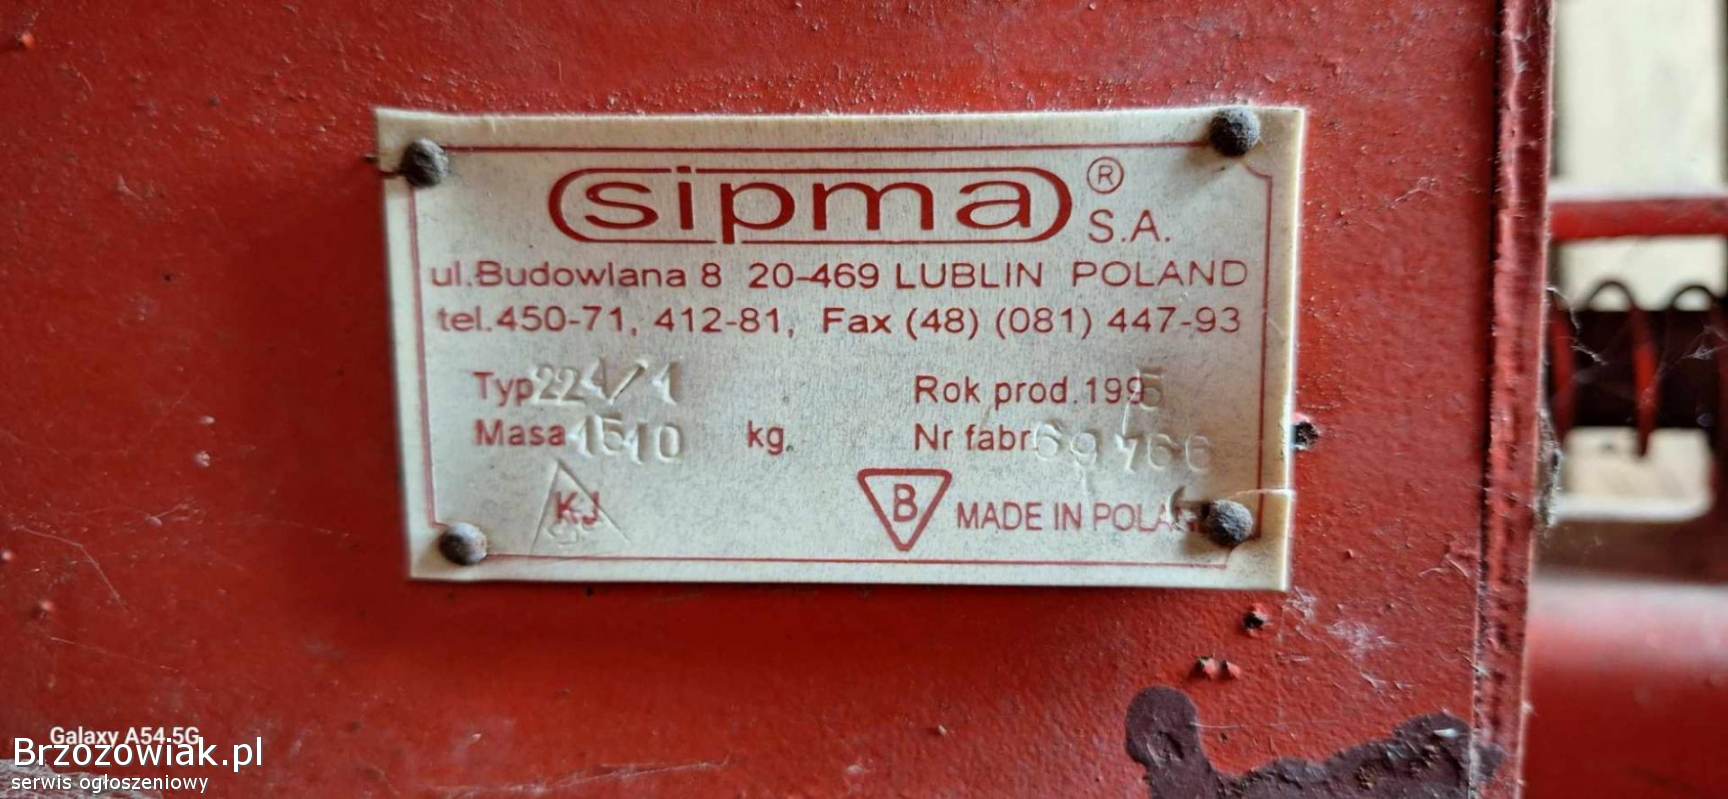 sipma ®
S.A.
ul.Budowlana 8 20-469 LUBLIN POLAND
tel.450-71, 412-81, Fax (48) (081) 447-93
Typ 224/1 Rok prod.1995
Masa 1510 kg. Nr fabr. 69766
KJ
B MADE IN POLAND
Galaxy A54 5G
Brzozowiak.pl
serwis ogłoszeniowy